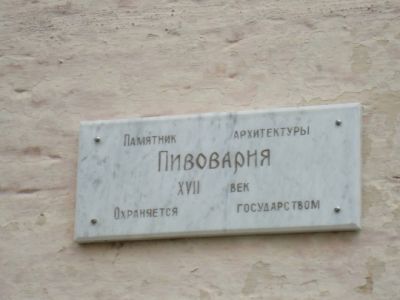 Памятник архитектуры
Пивоварня
XVII век
Охраняется государством